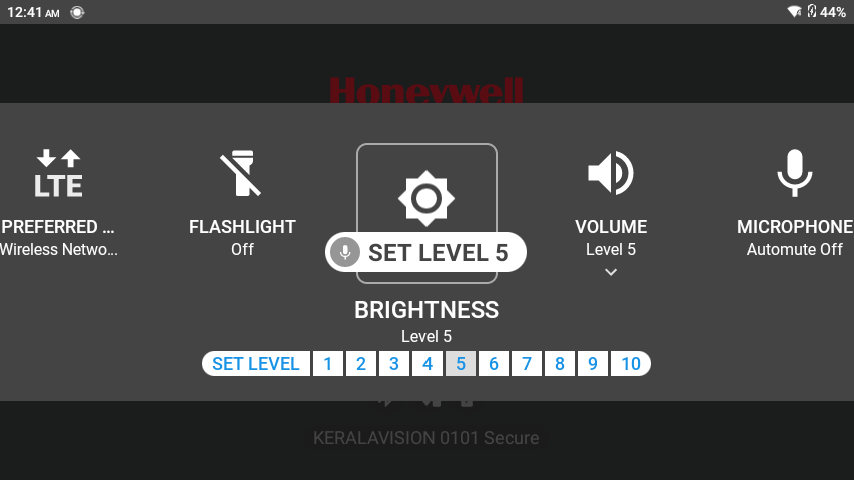 12:41 AM
44%
Honeywell
PREFERRED ...
Wireless Netwo...
FLASHLIGHT
Off
SET LEVEL 5
VOLUME
Level 5
MICROPHONE
Automute Off
BRIGHTNESS
Level 5
SET LEVEL 1 2 3 4 5 6 7 8 9 10
LTE
KERALAVISION 0101 Secure